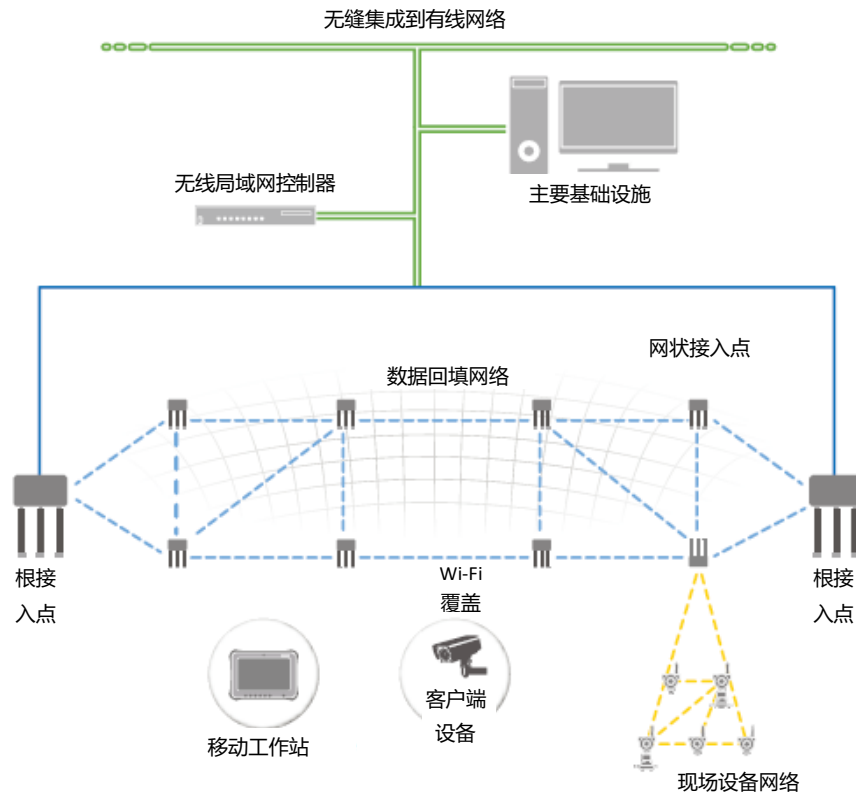 无缝集成到有线网络
无线局域网控制器
主要基础设施
网状接入点
数据回填网络
根接
入点
Wi-Fi
覆盖
根接
入点
客户端
设备
移动工作站
现场设备网络